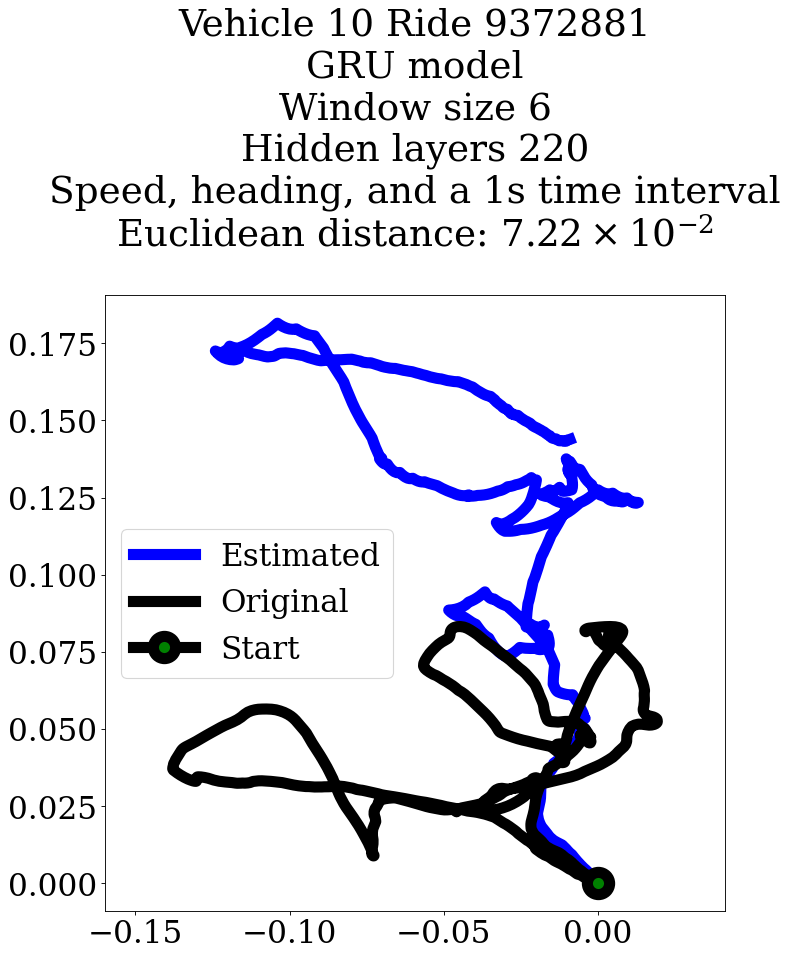 Vehicle 10 Ride 9372881
GRU model
Window size 6
Hidden layers 220
Speed, heading, and a 1s time interval
Euclidean distance: 7.22 × 10⁻²
0.175
0.150
0.125
0.100
0.075
0.050
0.025
0.000
Estimated
Original
Start
−0.15 −0.10 −0.05 0.00